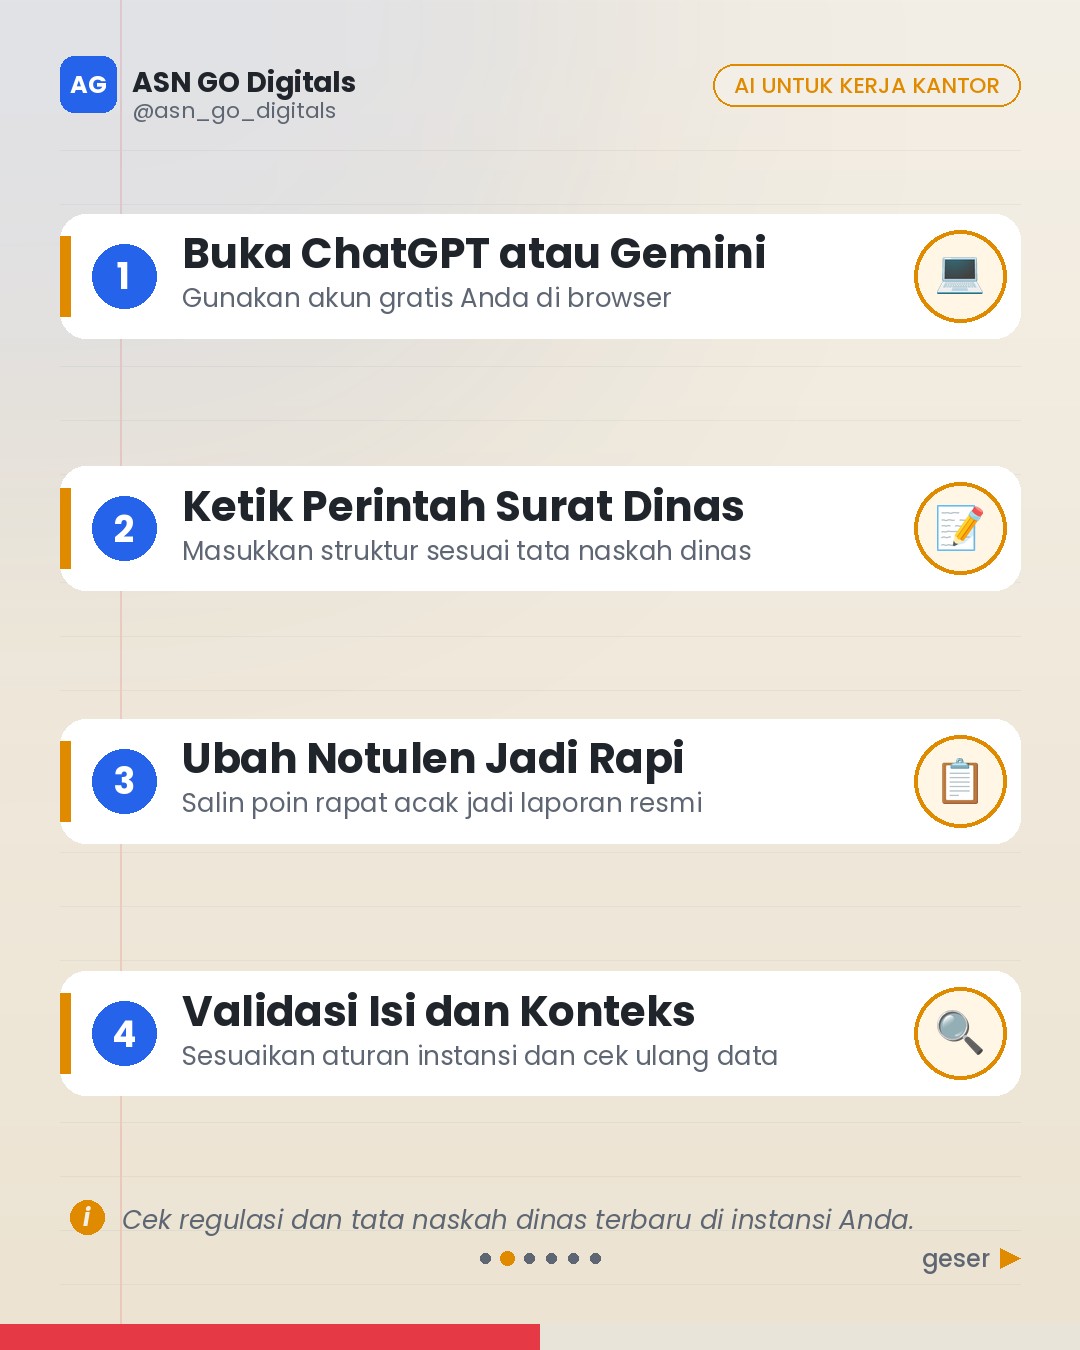 AG
ASN GO Digitals
@asn_go_digitals
AI UNTUK KERJA KANTOR
1
Buka ChatGPT atau Gemini
Gunakan akun gratis Anda di browser
2
Ketik Perintah Surat Dinas
Masukkan struktur sesuai tata naskah dinas
3
Ubah Notulen Jadi Rapi
Salin poin rapat acak jadi laporan resmi
4
Validasi Isi dan Konteks
Sesuaikan aturan instansi dan cek ulang data
i
Cek regulasi dan tata naskah dinas terbaru di instansi Anda.
geser